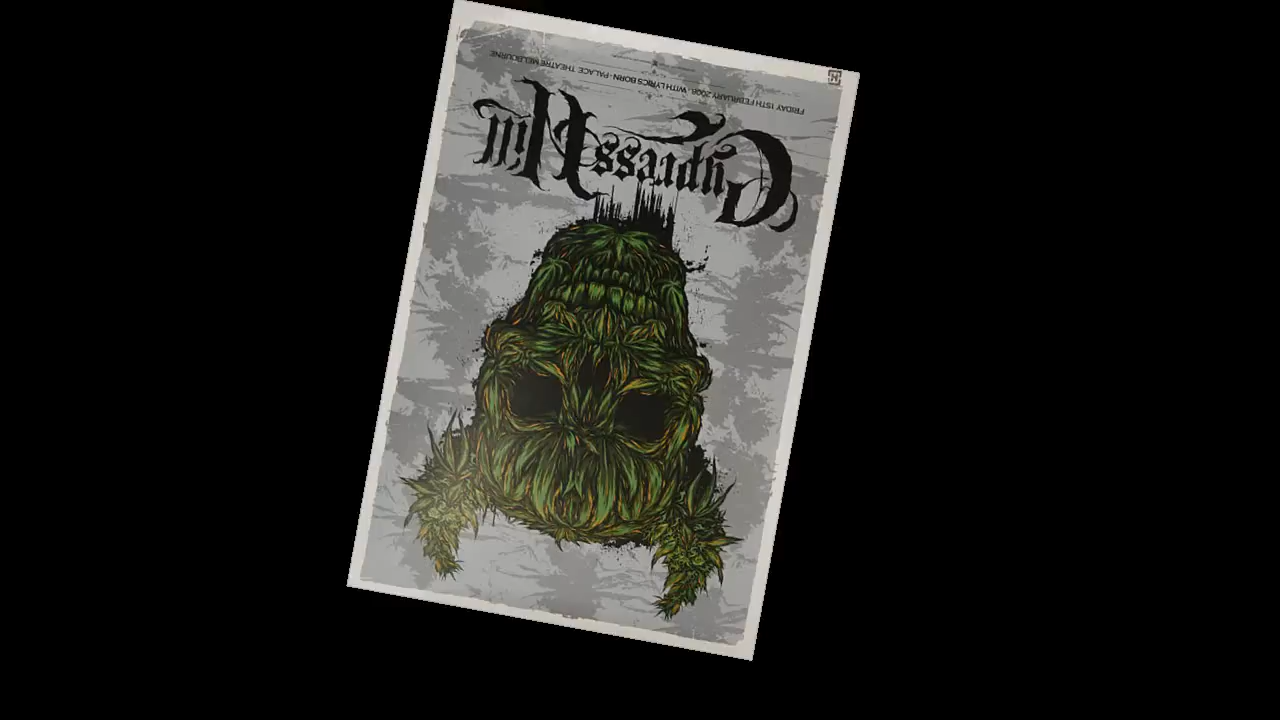 Cypress Hill
FRIDAY 15TH FEBRUARY 2008 - WITH LYRICS BORN - PALACE THEATRE MELBOURNE